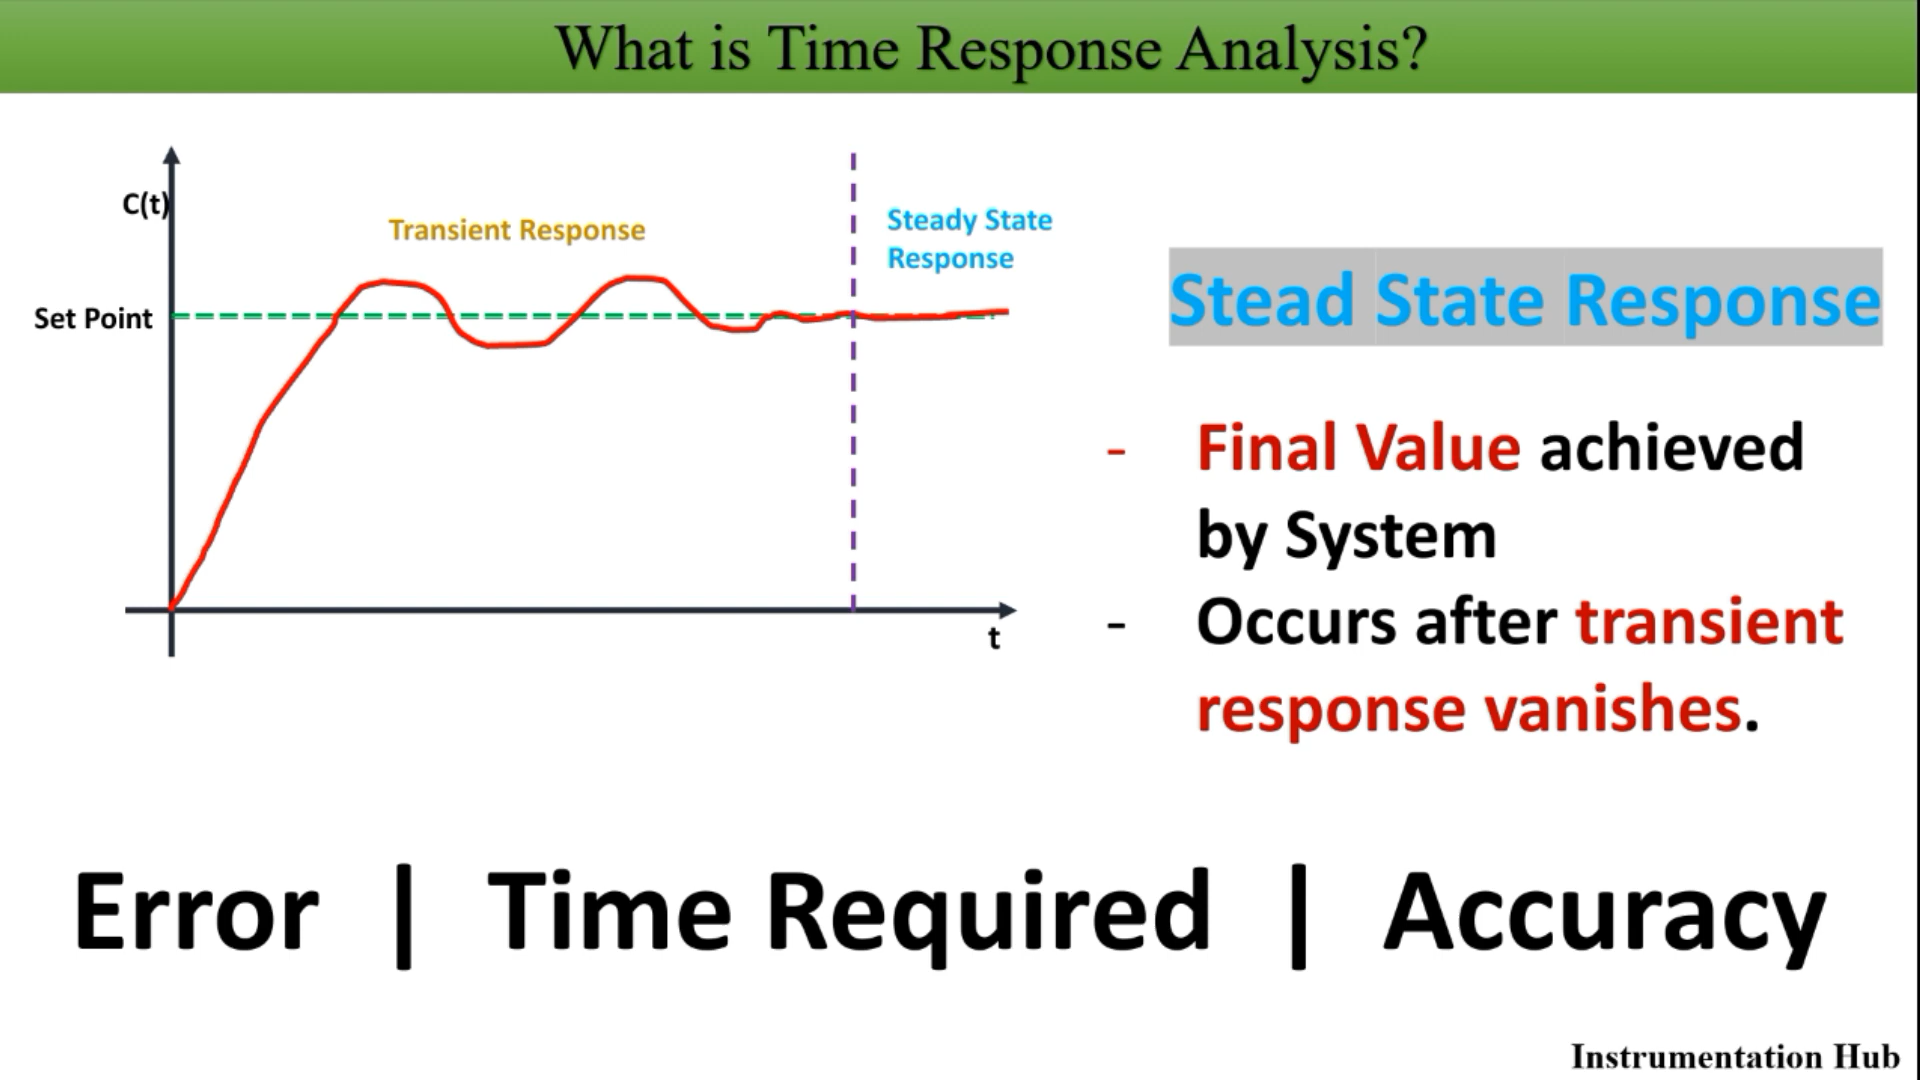 What is Time Response Analysis?
C(t)
Transient Response
Steady State
Response
Set Point
t
Stead State Response
- Final Value achieved
by System
- Occurs after transient
response vanishes.
Error | Time Required | Accuracy
Instrumentation Hub